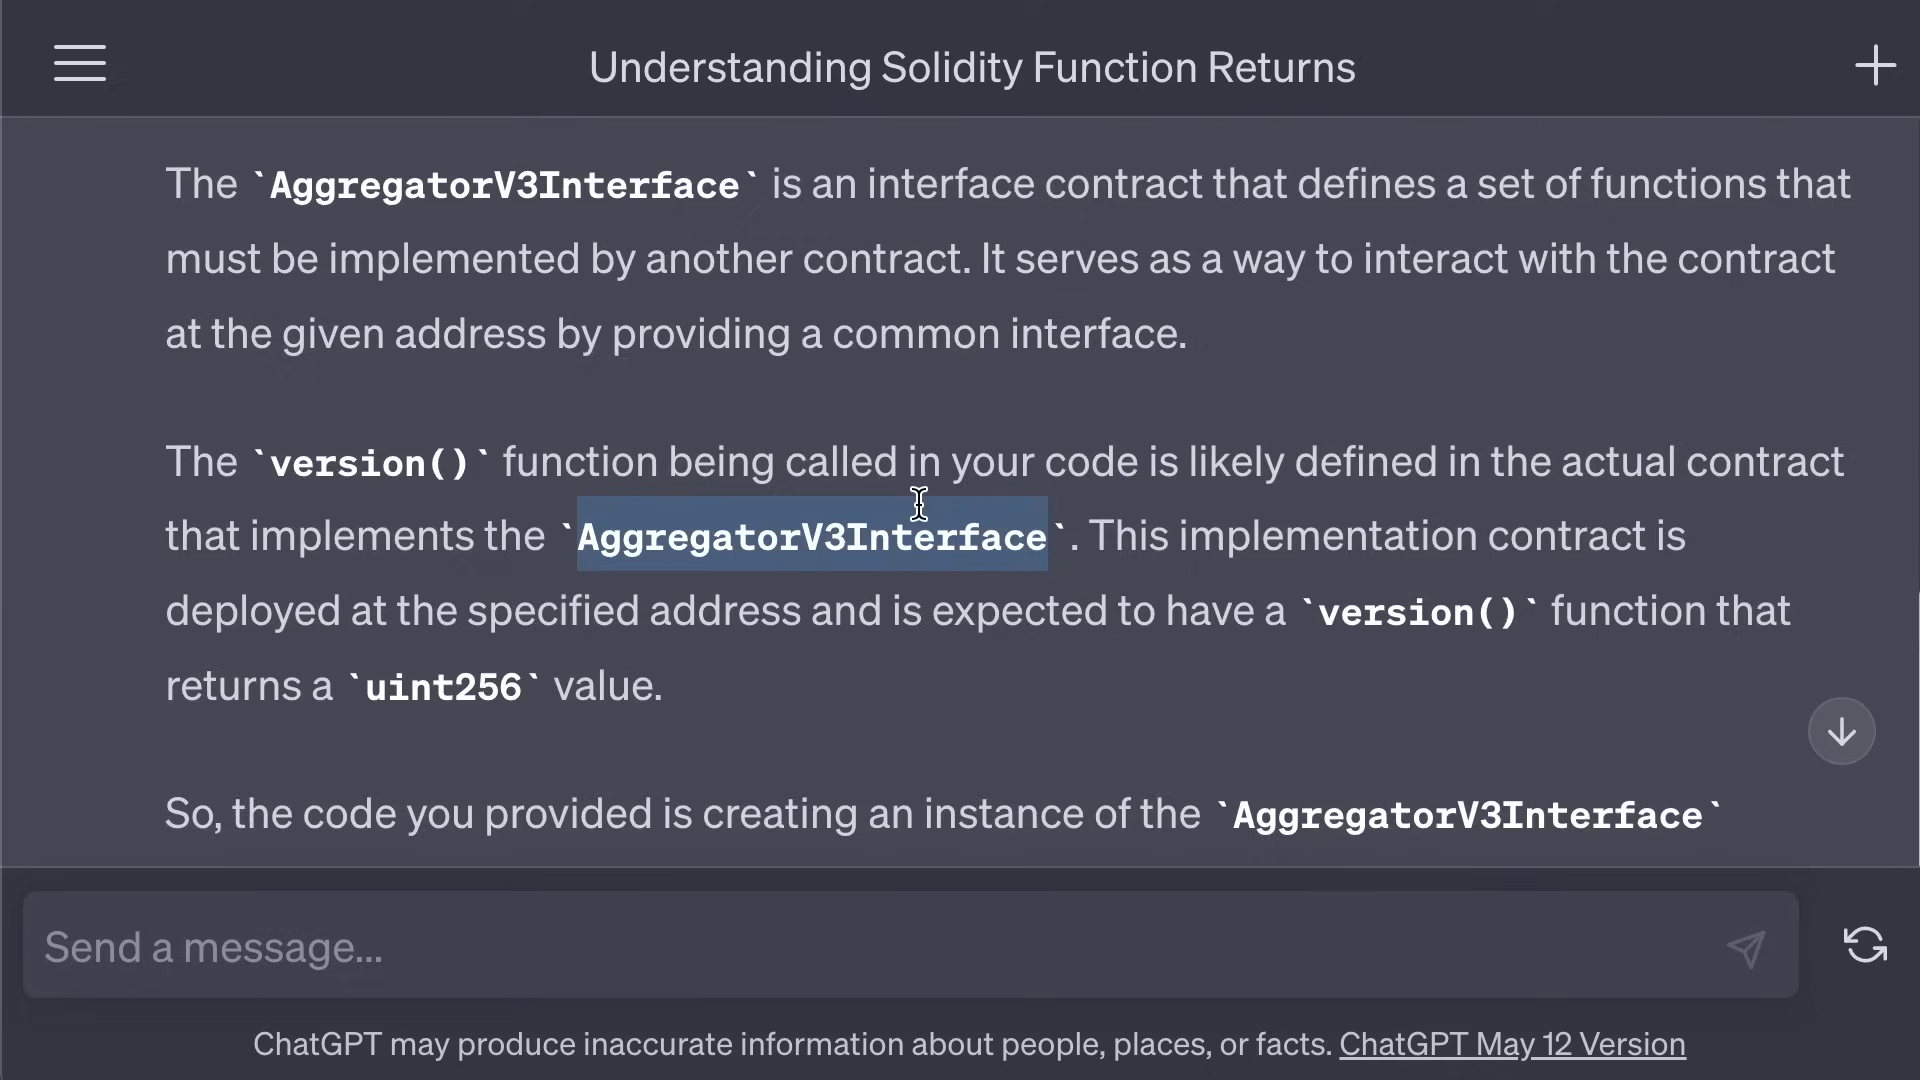 Understanding Solidity Function Returns
The `AggregatorV3Interface` is an interface contract that defines a set of functions that
must be implemented by another contract. It serves as a way to interact with the contract
at the given address by providing a common interface.
The `version()` function being called in your code is likely defined in the actual contract
that implements the `AggregatorV3Interface`. This implementation contract is
deployed at the specified address and is expected to have a `version()` function that
returns a `uint256` value.
So, the code you provided is creating an instance of the `AggregatorV3Interface`
Send a message...
ChatGPT may produce inaccurate information about people, places, or facts. ChatGPT May 12 Version